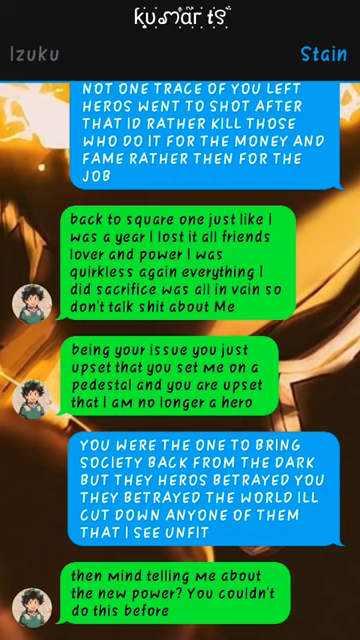 kumar ts
Izuku
Stain
NOT ONE TRACE OF YOU LEFT
HEROS WENT TO SHOT AFTER
THAT ID RATHER KILL THOSE
WHO DO IT FOR THE MONEY AND
FAME RATHER THEN FOR THE
JOB
back to square one just like I
was a year I lost it all friends
lover and power I was
quirkless again everything I
did sacrifice was all in vain so
don't talk shit about Me
being your issue you just
upset that you set Me on a
pedestal and you are upset
that I aM no longer a hero
YOU WERE THE ONE TO BRING
SOCIETY BACK FROM THE DARK
BUT THEY HEROS BETRAYED YOU
THEY BETRAYED THE WORLD ILL
CUT DOWN ANYONE OF THEM
THAT I SEE UNFIT
then Mind telling Me about
the new power? You couldn't
do this before